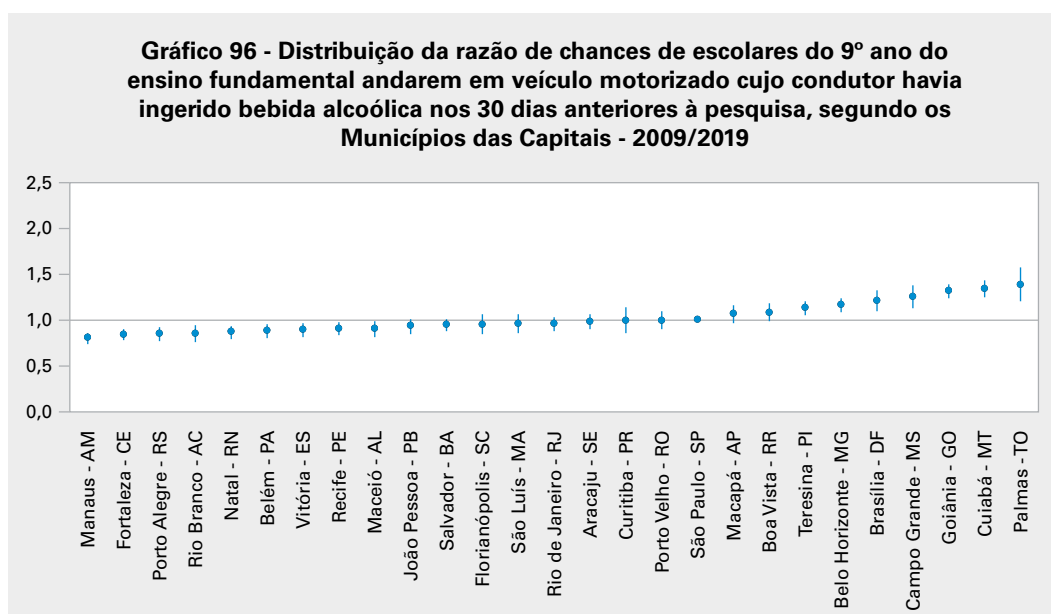 Gráfico 96 - Distribuição da razão de chances de escolares do 9º ano do
ensino fundamental andarem em veículo motorizado cujo condutor havia
ingerido bebida alcoólica nos 30 dias anteriores à pesquisa, segundo os
Municípios das Capitais - 2009/2019
2,5
2,0
1,5
1,0
0,5
0,0
Manaus - AM
Fortaleza - CE
Porto Alegre - RS
Rio Branco - AC
Natal - RN
Belém - PA
Vitória - ES
Recife - PE
Maceió - AL
João Pessoa - PB
Salvador - BA
Florianópolis - SC
São Luís - MA
Rio de Janeiro - RJ
Aracaju - SE
Curitiba - PR
Porto Velho - RO
São Paulo - SP
Macapá - AP
Boa Vista - RR
Teresina - PI
Belo Horizonte - MG
Brasília - DF
Campo Grande - MS
Goiânia - GO
Cuiabá - MT
Palmas - TO